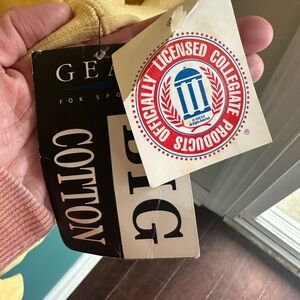 GEA
FOR SPO
BIG
COTTON
OFFICIALLY LICENSED COLLEGIATE PRODUCTS
®